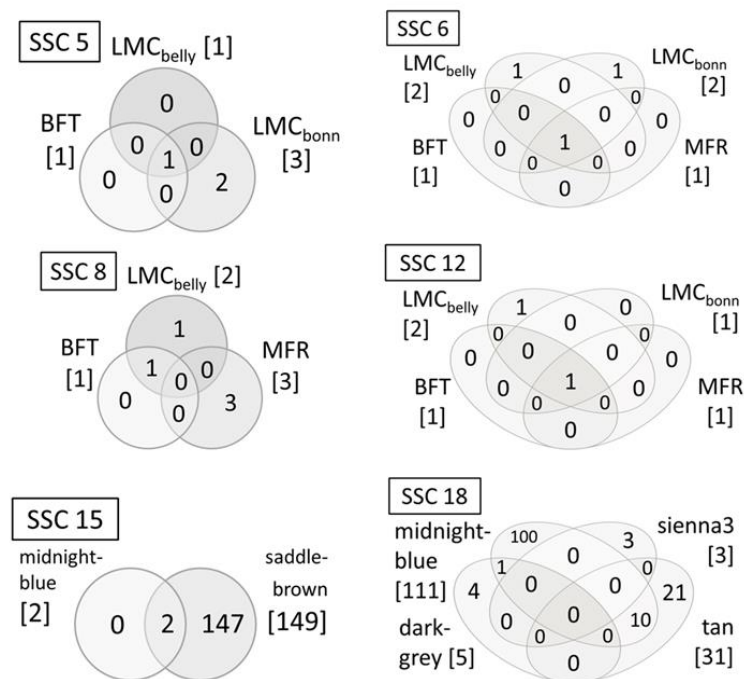 SSC 5
LMCbelly [1]
0
BFT
[1]
LMCbonn
[3]
0
0
1
0
0
2
SSC 6
LMCbelly
[2]
LMCbonn
[2]
1
0
1
0
0
0
0
0
0
BFT
[1]
MFR
[1]
0
1
0
0
0
0
SSC 8
LMCbelly [2]
1
BFT
[1]
MFR
[3]
1
0
0
0
0
3
SSC 12
LMCbelly
[2]
LMCbonn
[1]
1
0
0
0
0
0
0
0
0
BFT
[1]
MFR
[1]
0
1
0
0
0
0
SSC 15
midnight-
blue
[2]
saddle-
brown
[149]
0
2
147
SSC 18
midnight-
blue
[111]
sienna3
[3]
100
0
3
1
0
4
0
0
21
dark-
grey [5]
tan
[31]
0
0
10
0
0
0